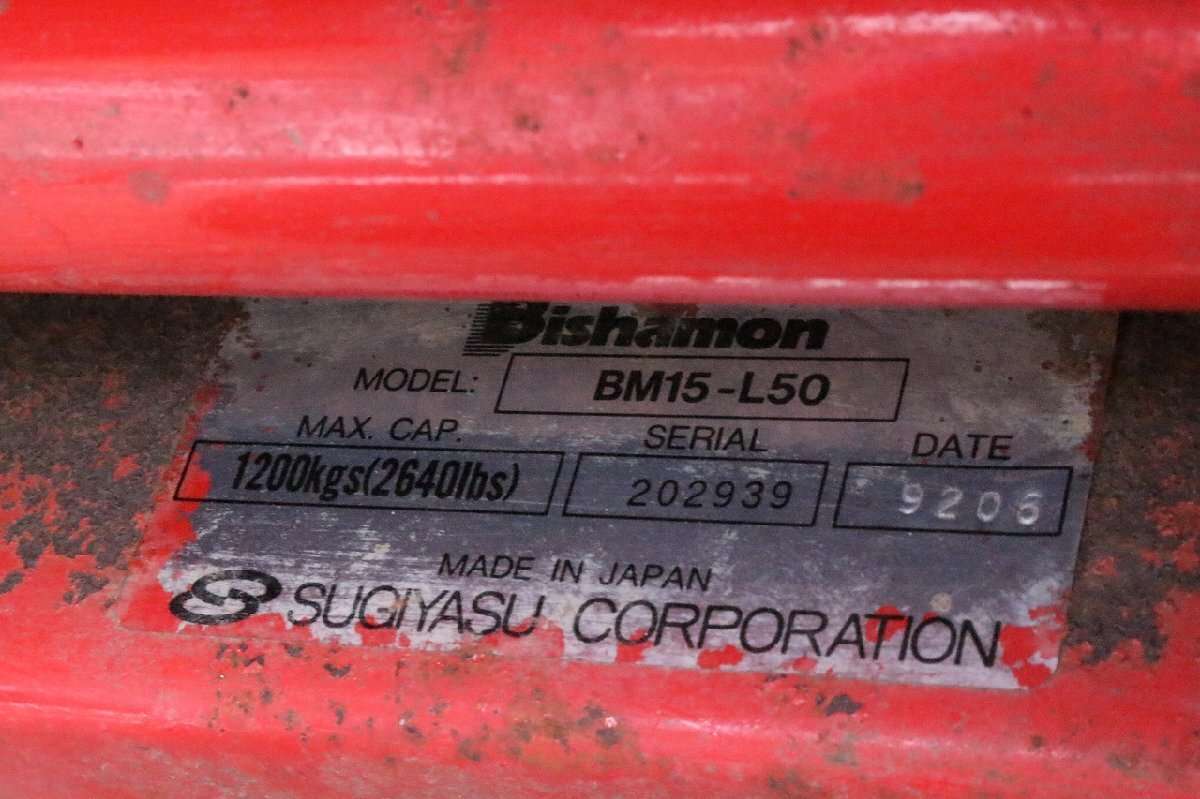 Bishamon
MODEL: BM15-L50
MAX. CAP. SERIAL DATE
1200kgs(2640lbs) 202939 9206
MADE IN JAPAN
SUGIYASU CORPORATION